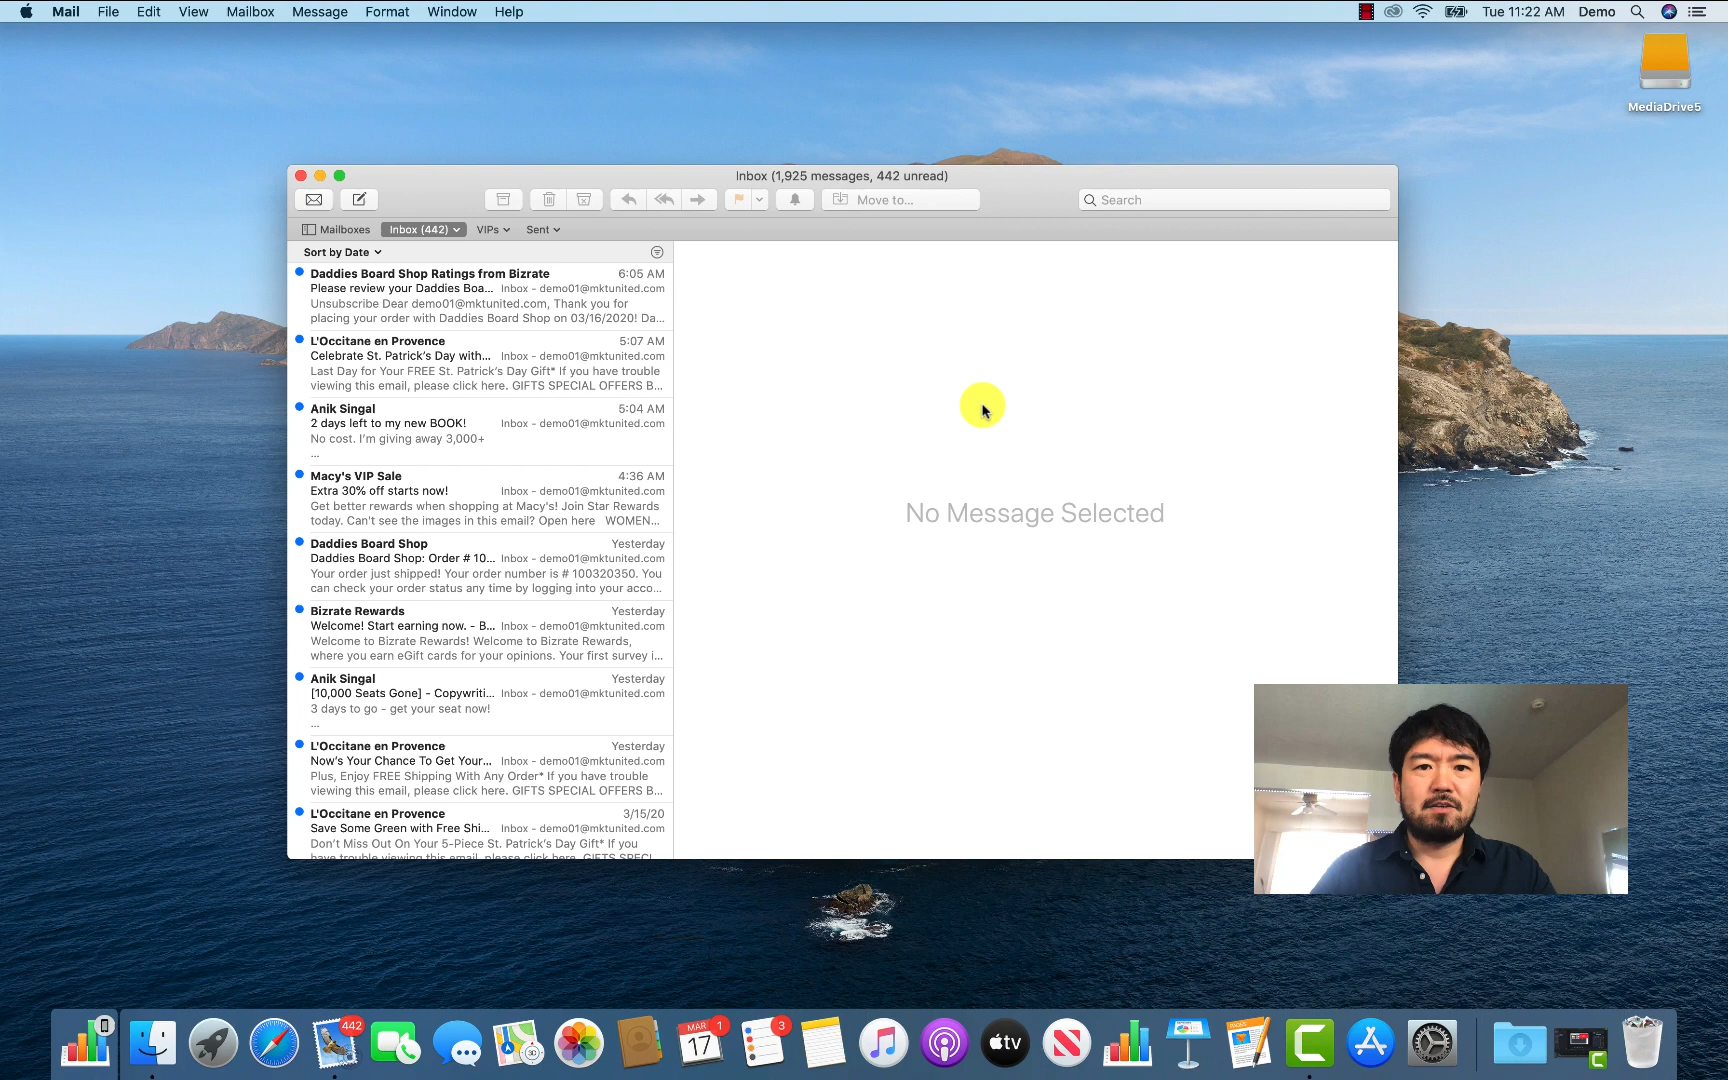 Mail File Edit View Mailbox Message Format Window Help Tue 11:22 AM Demo
MediaDrive5
Inbox (1,925 messages, 442 unread)
Move to... Search
Mailboxes Inbox (442) VIPs Sent
Sort by Date
Daddies Board Shop Ratings from Bizrate 6:05 AM
Please review your Daddies Boa... Inbox - demo01@mktunited.com
Unsubscribe Dear demo01@mktunited.com, Thank you for
placing your order with Daddies Board Shop on 03/16/2020! Da...
L'Occitane en Provence 5:07 AM
Celebrate St. Patrick's Day with... Inbox - demo01@mktunited.com
Last Day for Your FREE St. Patrick's Day Gift* If you have trouble
viewing this email, please click here. GIFTS SPECIAL OFFERS B...
Anik Singal 5:04 AM
2 days left to my new BOOK! Inbox - demo01@mktunited.com
No cost. I'm giving away 3,000+
...
Macy's VIP Sale 4:36 AM
Extra 30% off starts now! Inbox - demo01@mktunited.com
Get better rewards when shopping at Macy's! Join Star Rewards
today. Can't see the images in this email? Open here WOMEN...
No Message Selected
Daddies Board Shop Yesterday
Daddies Board Shop: Order # 10... Inbox - demo01@mktunited.com
Your order just shipped! Your order number is # 100320350. You
can check your order status any time by logging into your acco...
Bizrate Rewards Yesterday
Welcome! Start earning now. - B... Inbox - demo01@mktunited.com
Welcome to Bizrate Rewards! Welcome to Bizrate Rewards,
where you earn eGift cards for your opinions. Your first survey i...
Anik Singal Yesterday
[10,000 Seats Gone] - Copywriti... Inbox - demo01@mktunited.com
3 days to go - get your seat now!
...
L'Occitane en Provence Yesterday
Now's Your Chance To Get Your... Inbox - demo01@mktunited.com
Plus, Enjoy FREE Shipping With Any Order* If you have trouble
viewing this email, please click here. GIFTS SPECIAL OFFERS B...
L'Occitane en Provence 3/15/20
Save Some Green with Free Shi... Inbox - demo01@mktunited.com
Don't Miss Out On Your 5-Piece St. Patrick's Day Gift* If you
have trouble viewing this email, please click here. GIFTS SPECI
442 MAR 17 1 3 30 tv PAGES